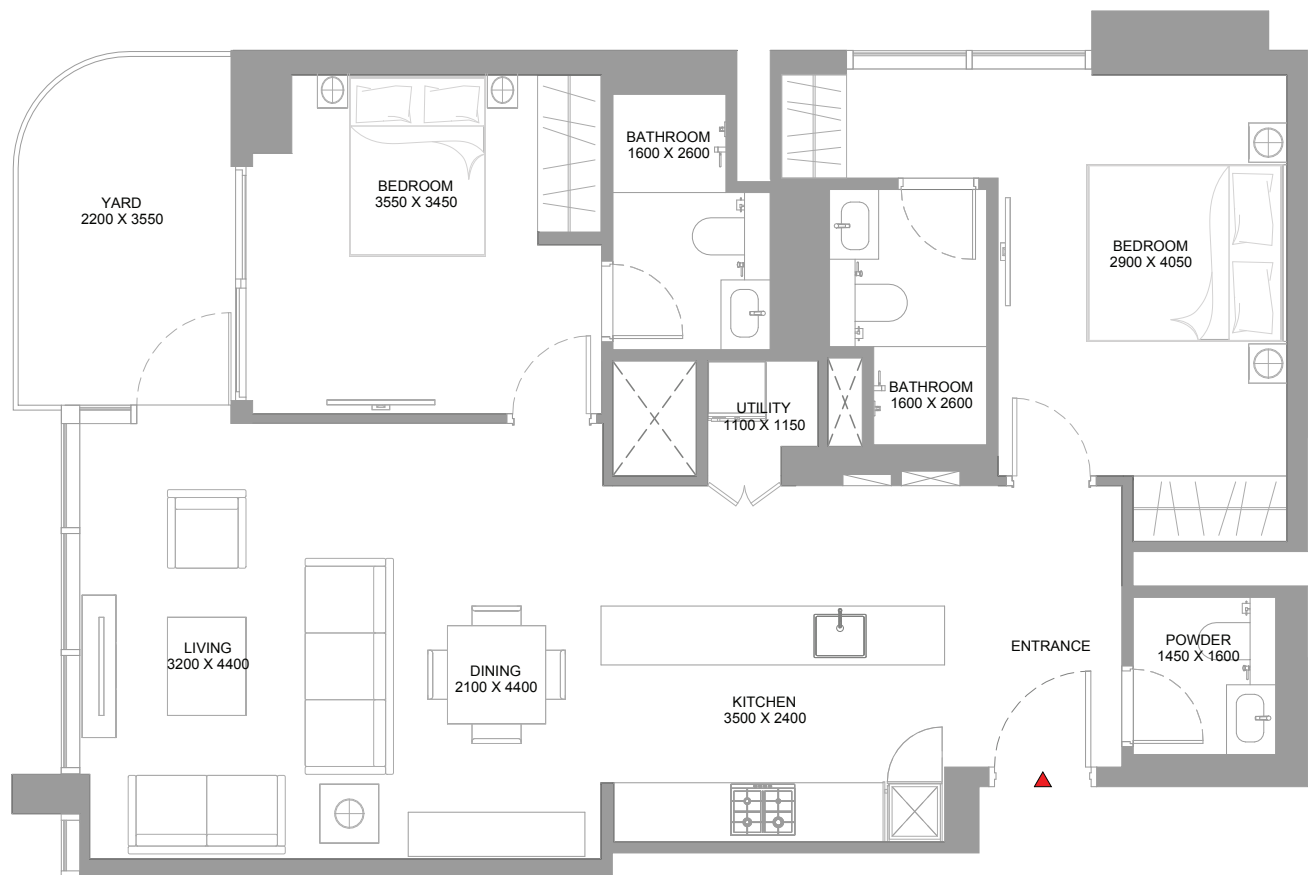 BATHROOM
1600 X 2600
BEDROOM
3550 X 3450
YARD
2200 X 3550
BEDROOM
2900 X 4050
BATHROOM
1600 X 2600
UTILITY
1100 X 1150
LIVING
3200 X 4400
DINING
2100 X 4400
KITCHEN
3500 X 2400
ENTRANCE
POWDER
1450 X 1600